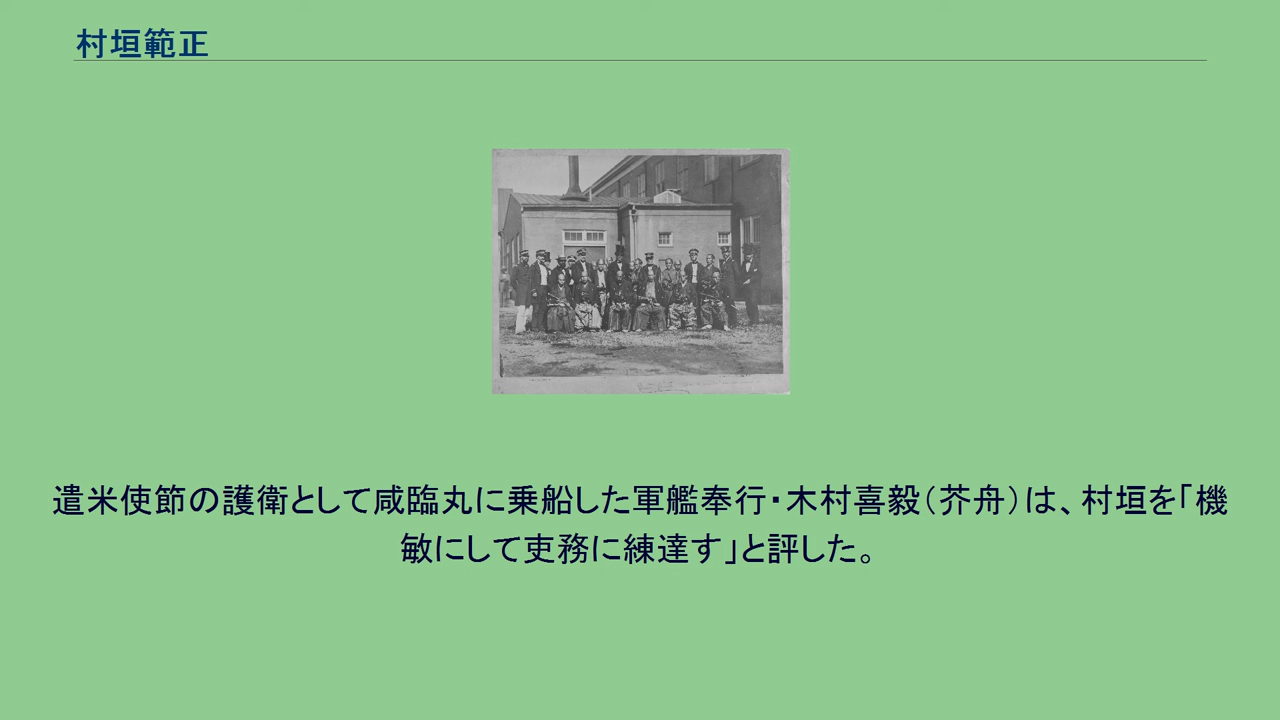 村垣範正
遣米使節の護衛として咸臨丸に乗船した軍艦奉行・木村喜毅（芥舟）は、村垣を「機
敏にして吏務に練達す」と評した。